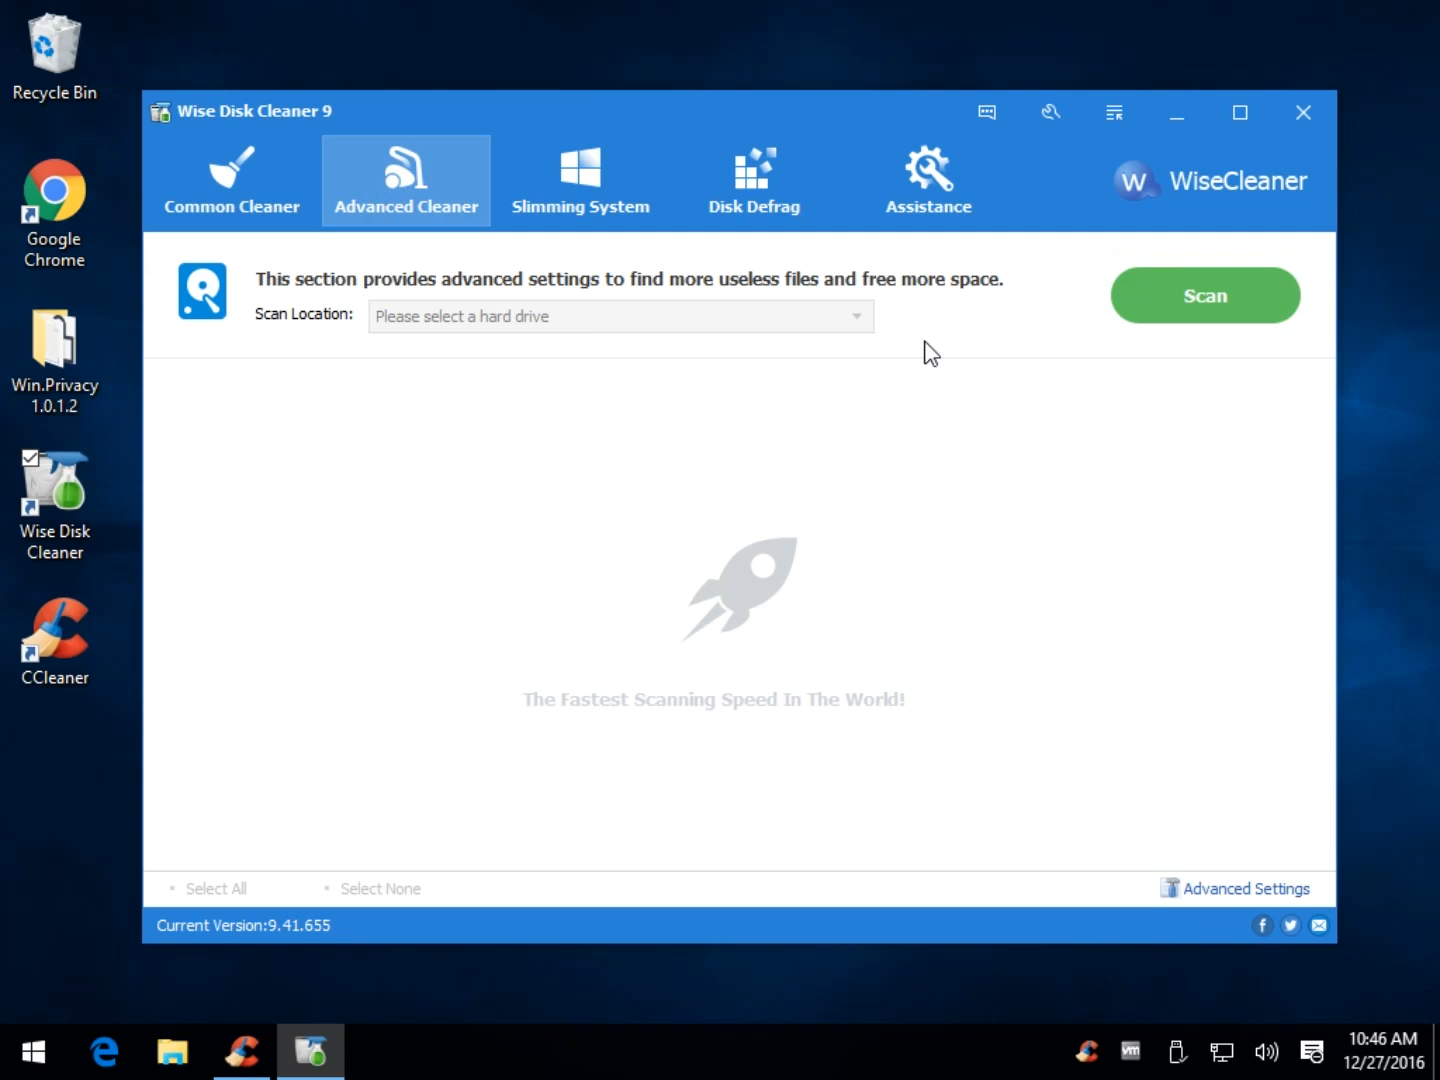 Recycle Bin
Google
Chrome
Win.Privacy
1.0.1.2
Wise Disk
Cleaner
CCleaner
Wise Disk Cleaner 9
Common Cleaner
Advanced Cleaner
Slimming System
Disk Defrag
Assistance
W WiseCleaner
This section provides advanced settings to find more useless files and free more space.
Scan Location:
Please select a hard drive
Scan
The Fastest Scanning Speed In The World!
Select All
Select None
Advanced Settings
Current Version:9.41.655
f
vm
10:46 AM
12/27/2016